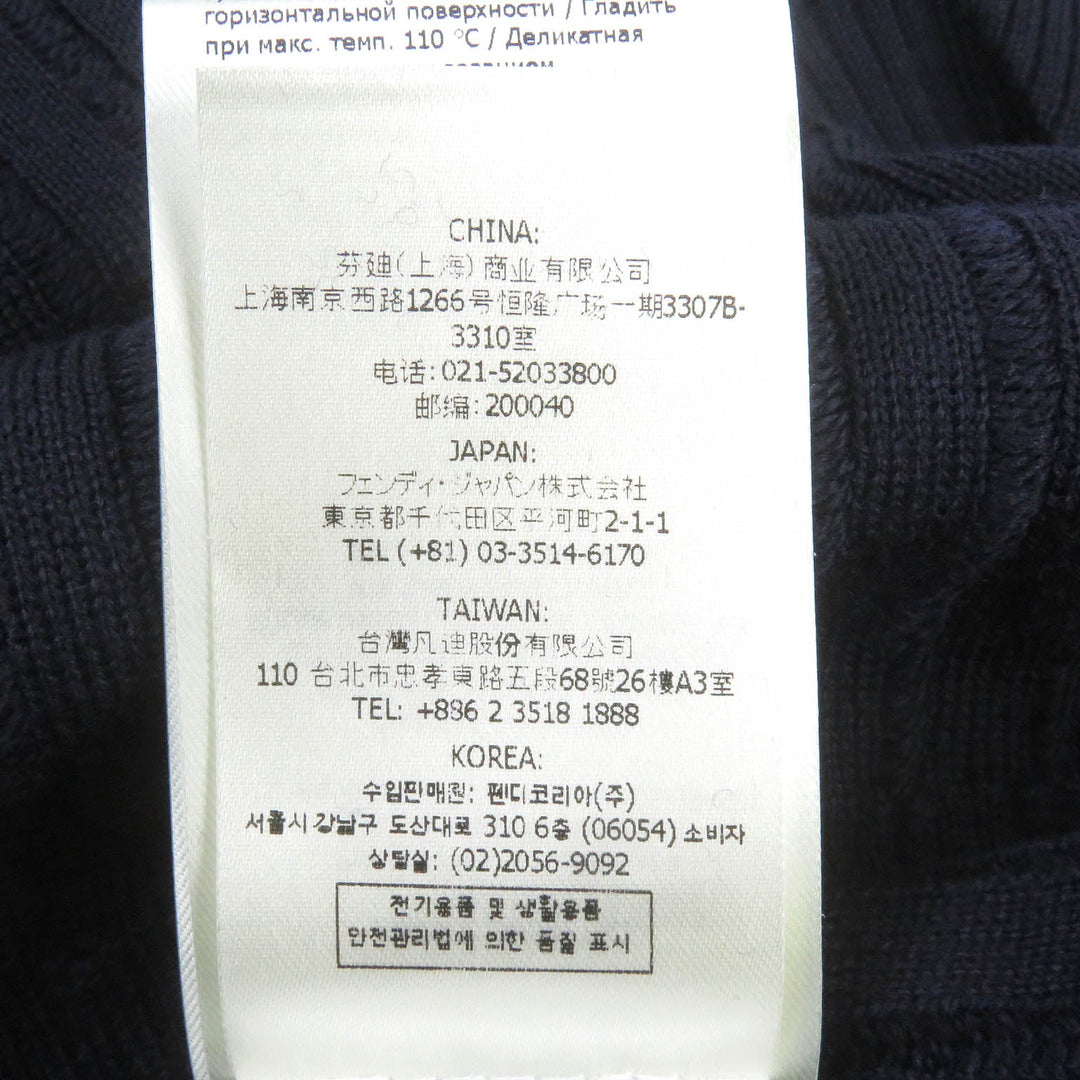 горизонтальной поверхности / Гладить
при макс. темп. 110 °C / Деликатная
CHINA:
芬廸(上海) 商业有限公司
上海南京西路1266号恒隆广场一期3307B-
3310室
电话: 021-52033800
邮编: 200040
JAPAN:
フェンディ・ジャパン株式会社
東京都千代田区平河町2-1-1
TEL (+81) 03-3514-6170
TAIWAN:
台灣凡迪股份有限公司
110 台北市忠孝東路五段68號26樓A3室
TEL: +886 2 3518 1888
KOREA:
수입판매원: 펜디코리아(주)
서울시 강남구 도산대로 310 6층 (06054) 소비자
상담실: (02)2056-9092
전기용품 및 생활용품
안전관리법에 의한 품질 표시